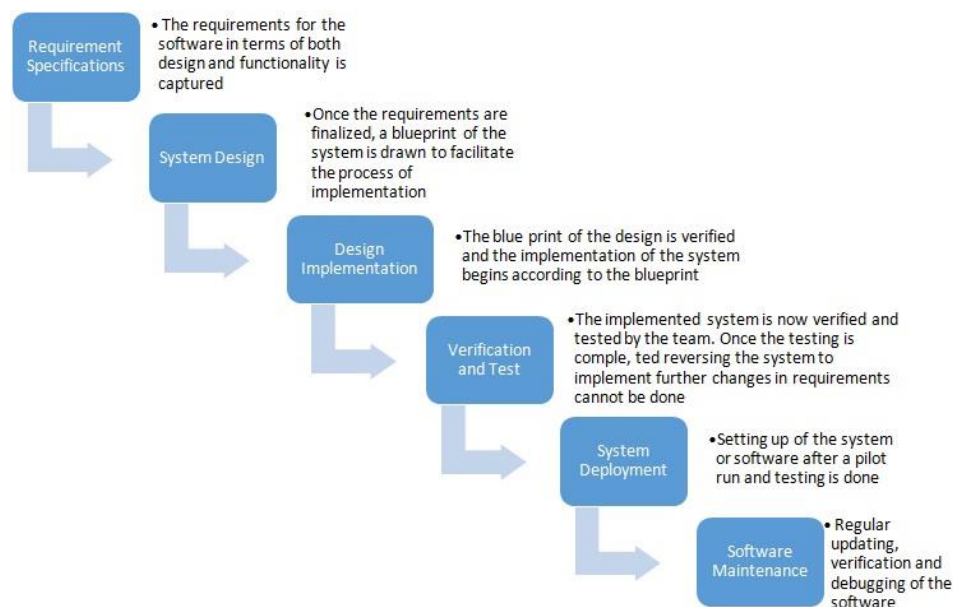 Requirement
Specifications
• The requirements for the
software in terms of both
design and functionality is
captured
System Design
•Once the requirements are
finalized, a blueprint of the
system is drawn to facilitate
the process of
implementation
Design
Implementation
•The blue print of the design is verified
and the implementation of the system
begins according to the blueprint
Verification
and Test
•The implemented system is now verified and
tested by the team. Once the testing is
comple, ted reversing the system to
implement further changes in requirements
cannot be done
System
Deployment
•Setting up of the system
or software after a pilot
run and testing is done
Software
Maintenance
• Regular
updating,
verification and
debugging of the
software